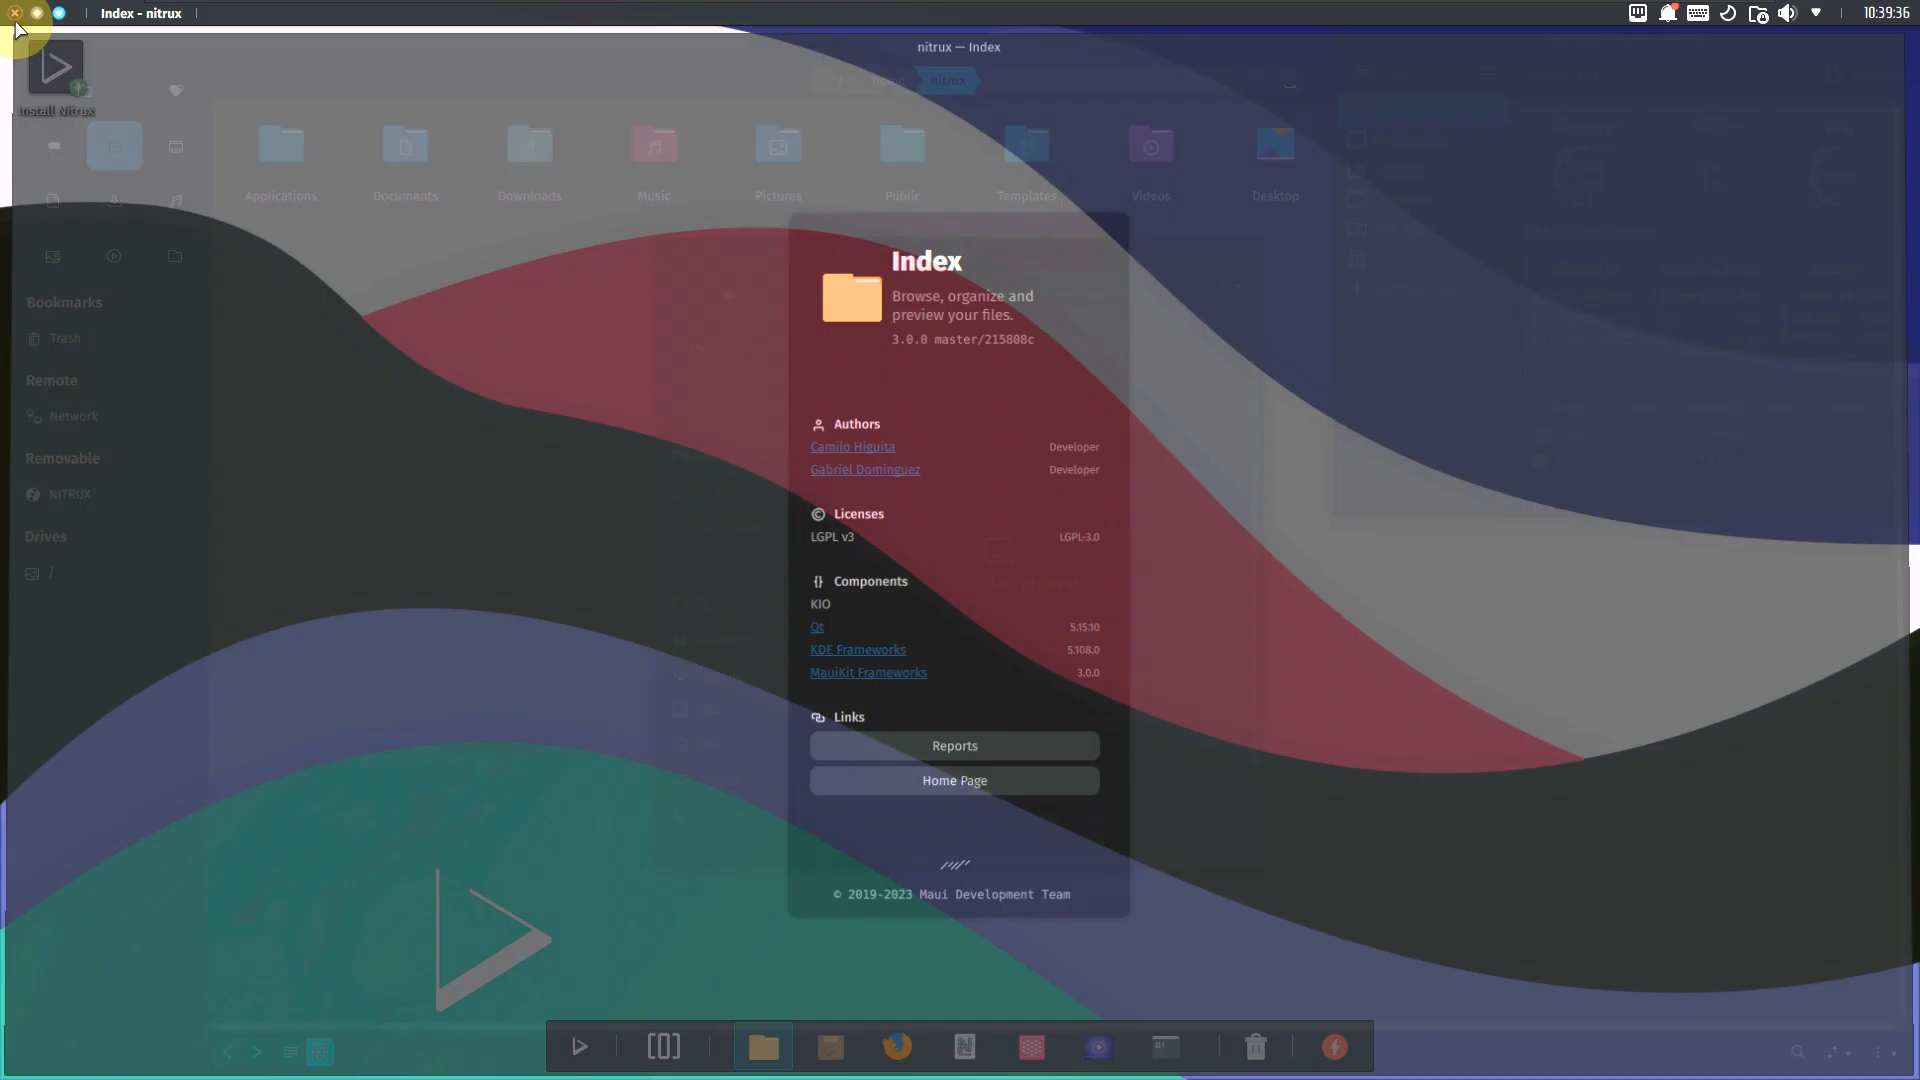 Index - nitrux
10:39:36
nitrux — Index
Install Nitrux
home
nitrux
Applications
Documents
Downloads
Music
Pictures
Public
Templates
Videos
Desktop
Bookmarks
Trash
Remote
Network
Removable
NITRUX
Drives
/
Index
Browse, organize and
preview your files.
3.0.0 master/215808c
Authors
Camilo Higuita Developer
Gabriel Dominguez Developer
Licenses
LGPL v3 LGPL-3.0
Components
KIO
Qt 5.15.10
KDE Frameworks 5.108.0
MauiKit Frameworks 3.0.0
Links
Reports
Home Page
© 2019-2023 Maui Development Team